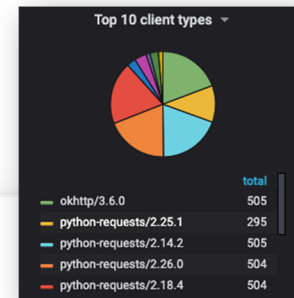 Top 10 client types
total
okhttp/3.6.0 505
python-requests/2.25.1 295
python-requests/2.14.2 505
python-requests/2.26.0 504
python-requests/2.18.4 504